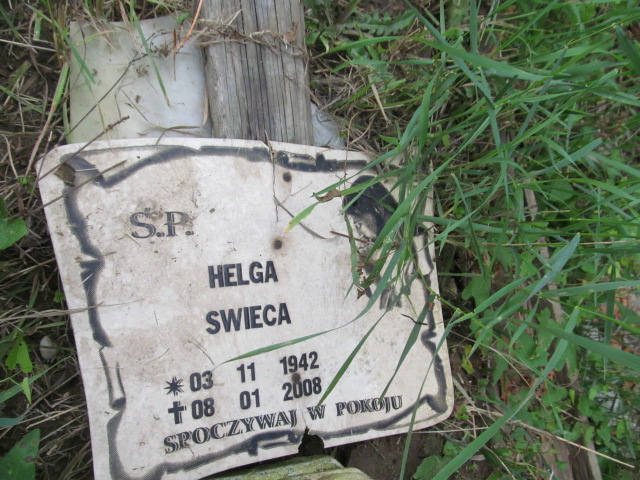 Ś.P.
HELGA
SWIECA
03 11 1942
08 01 2008
SPOCZYWAJ W POKOJU